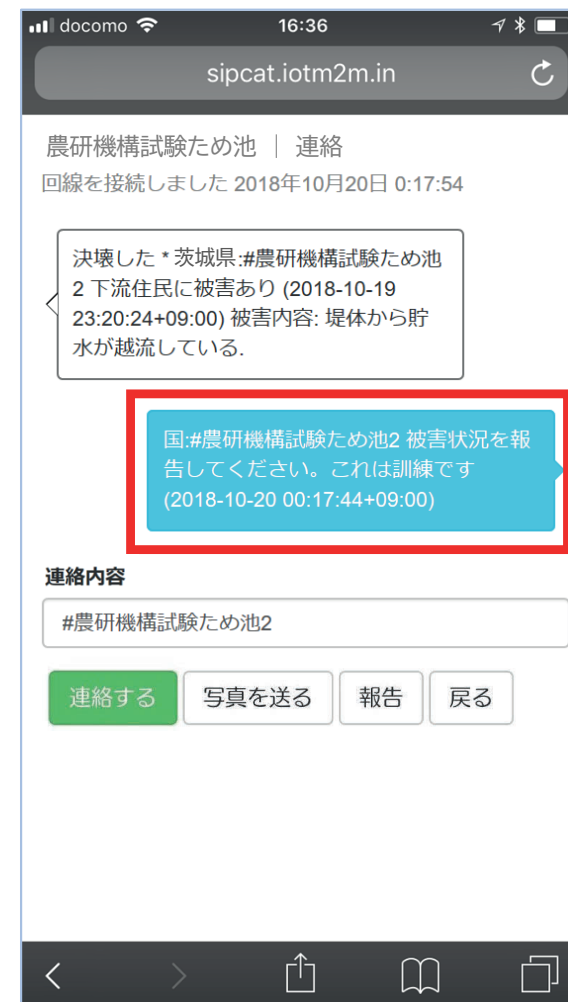 docomo 16:36
sipcat.iotm2m.in
農研機構試験ため池 | 連絡
回線を接続しました 2018年10月20日 0:17:54
決壊した * 茨城県:#農研機構試験ため池
2 下流住民に被害あり (2018-10-19
23:20:24+09:00) 被害内容: 堤体から貯
水が越流している.
国:#農研機構試験ため池2 被害状況を報
告してください。これは訓練です
(2018-10-20 00:17:44+09:00)
連絡内容
#農研機構試験ため池2
連絡する 写真を送る 報告 戻る